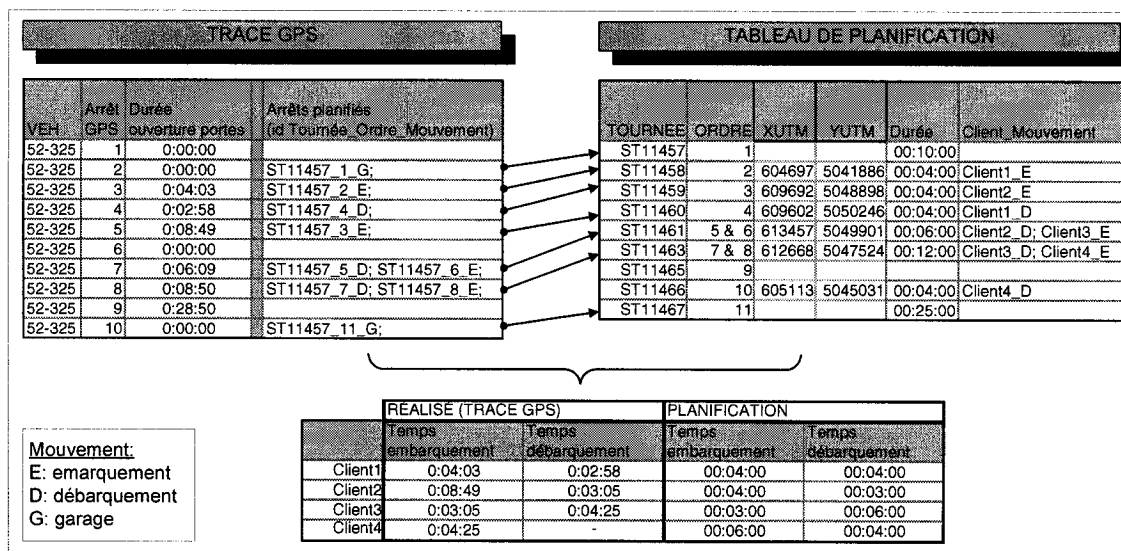 TRACE GPS
VEH Arrêt GPS Durée ouverture portes Arrêts planifiés (id Tournée_Ordre_Mouvement)
52-325 1 0:00:00
52-325 2 0:00:00 ST11457_1_G;
52-325 3 0:04:03 ST11457_2_E;
52-325 4 0:02:58 ST11457_4_D;
52-325 5 0:08:49 ST11457_3_E;
52-325 6 0:00:00
52-325 7 0:06:09 ST11457_5_D; ST11457_6_E;
52-325 8 0:08:50 ST11457_7_D; ST11457_8_E;
52-325 9 0:28:50
52-325 10 0:00:00 ST11457_11_G;
TABLEAU DE PLANIFICATION
TOURNEE ORDRE XUTM YUTM Durée Client_Mouvement
ST11457 1 00:10:00
ST11458 2 604697 5041886 00:04:00 Client1_E
ST11459 3 609692 5048898 00:04:00 Client2_E
ST11460 4 609602 5050246 00:04:00 Client1_D
ST11461 5 & 6 613457 5049901 00:06:00 Client2_D; Client3_E
ST11463 7 & 8 612668 5047524 00:12:00 Client3_D; Client4_E
ST11465 9
ST11466 10 605113 5045031 00:04:00 Client4_D
ST11467 11 00:25:00
Mouvement:
E: emarquement
D: débarquement
G: garage
RÉALISÉ (TRACE GPS) PLANIFICATION
Temps embarquement Temps débarquement Temps embarquement Temps débarquement
Client1 0:04:03 0:02:58 00:04:00 00:04:00
Client2 0:08:49 0:03:05 00:04:00 00:03:00
Client3 0:03:05 0:04:25 00:03:00 00:06:00
Client4 0:04:25 - 00:06:00 00:04:00